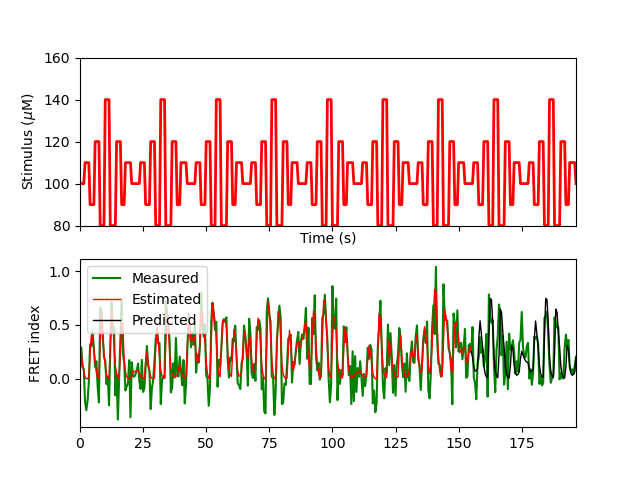 160
140
120
100
80
Stimulus (μM)
Time (s)
1.0
0.5
0.0
FRET index
Measured
Estimated
Predicted
0 25 50 75 100 125 150 175